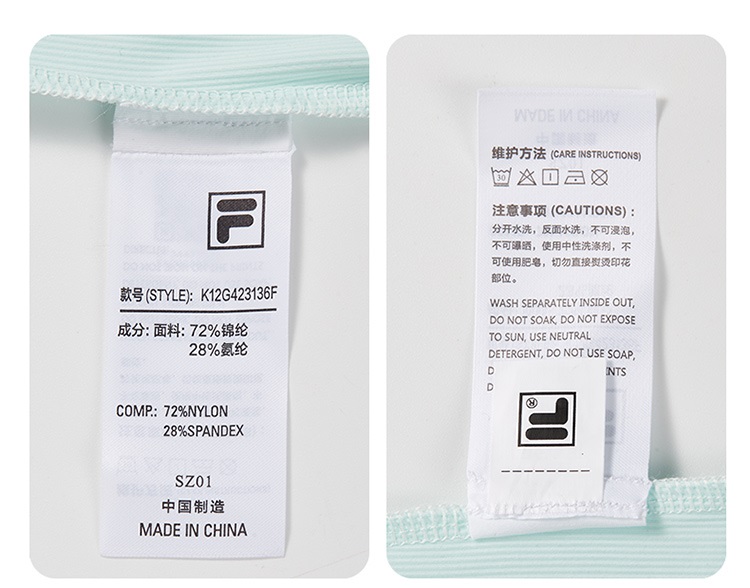 F
款号(STYLE): K12G423136F
成分: 面料: 72%锦纶
28%氨纶
COMP.: 72%NYLON
28%SPANDEX
SZ01
中国制造
MADE IN CHINA
MADE IN CHINA
中国制造
SZ01
维护方法 (CARE INSTRUCTIONS)
30
注意事项 (CAUTIONS) :
分开水洗，反面水洗，不可浸泡，
不可曝晒，使用中性洗涤剂，不
可使用肥皂，切勿直接熨烫印花
部位。
WASH SEPARATELY INSIDE OUT,
DO NOT SOAK, DO NOT EXPOSE
TO SUN, USE NEUTRAL
DETERGENT, DO NOT USE SOAP,
F
®